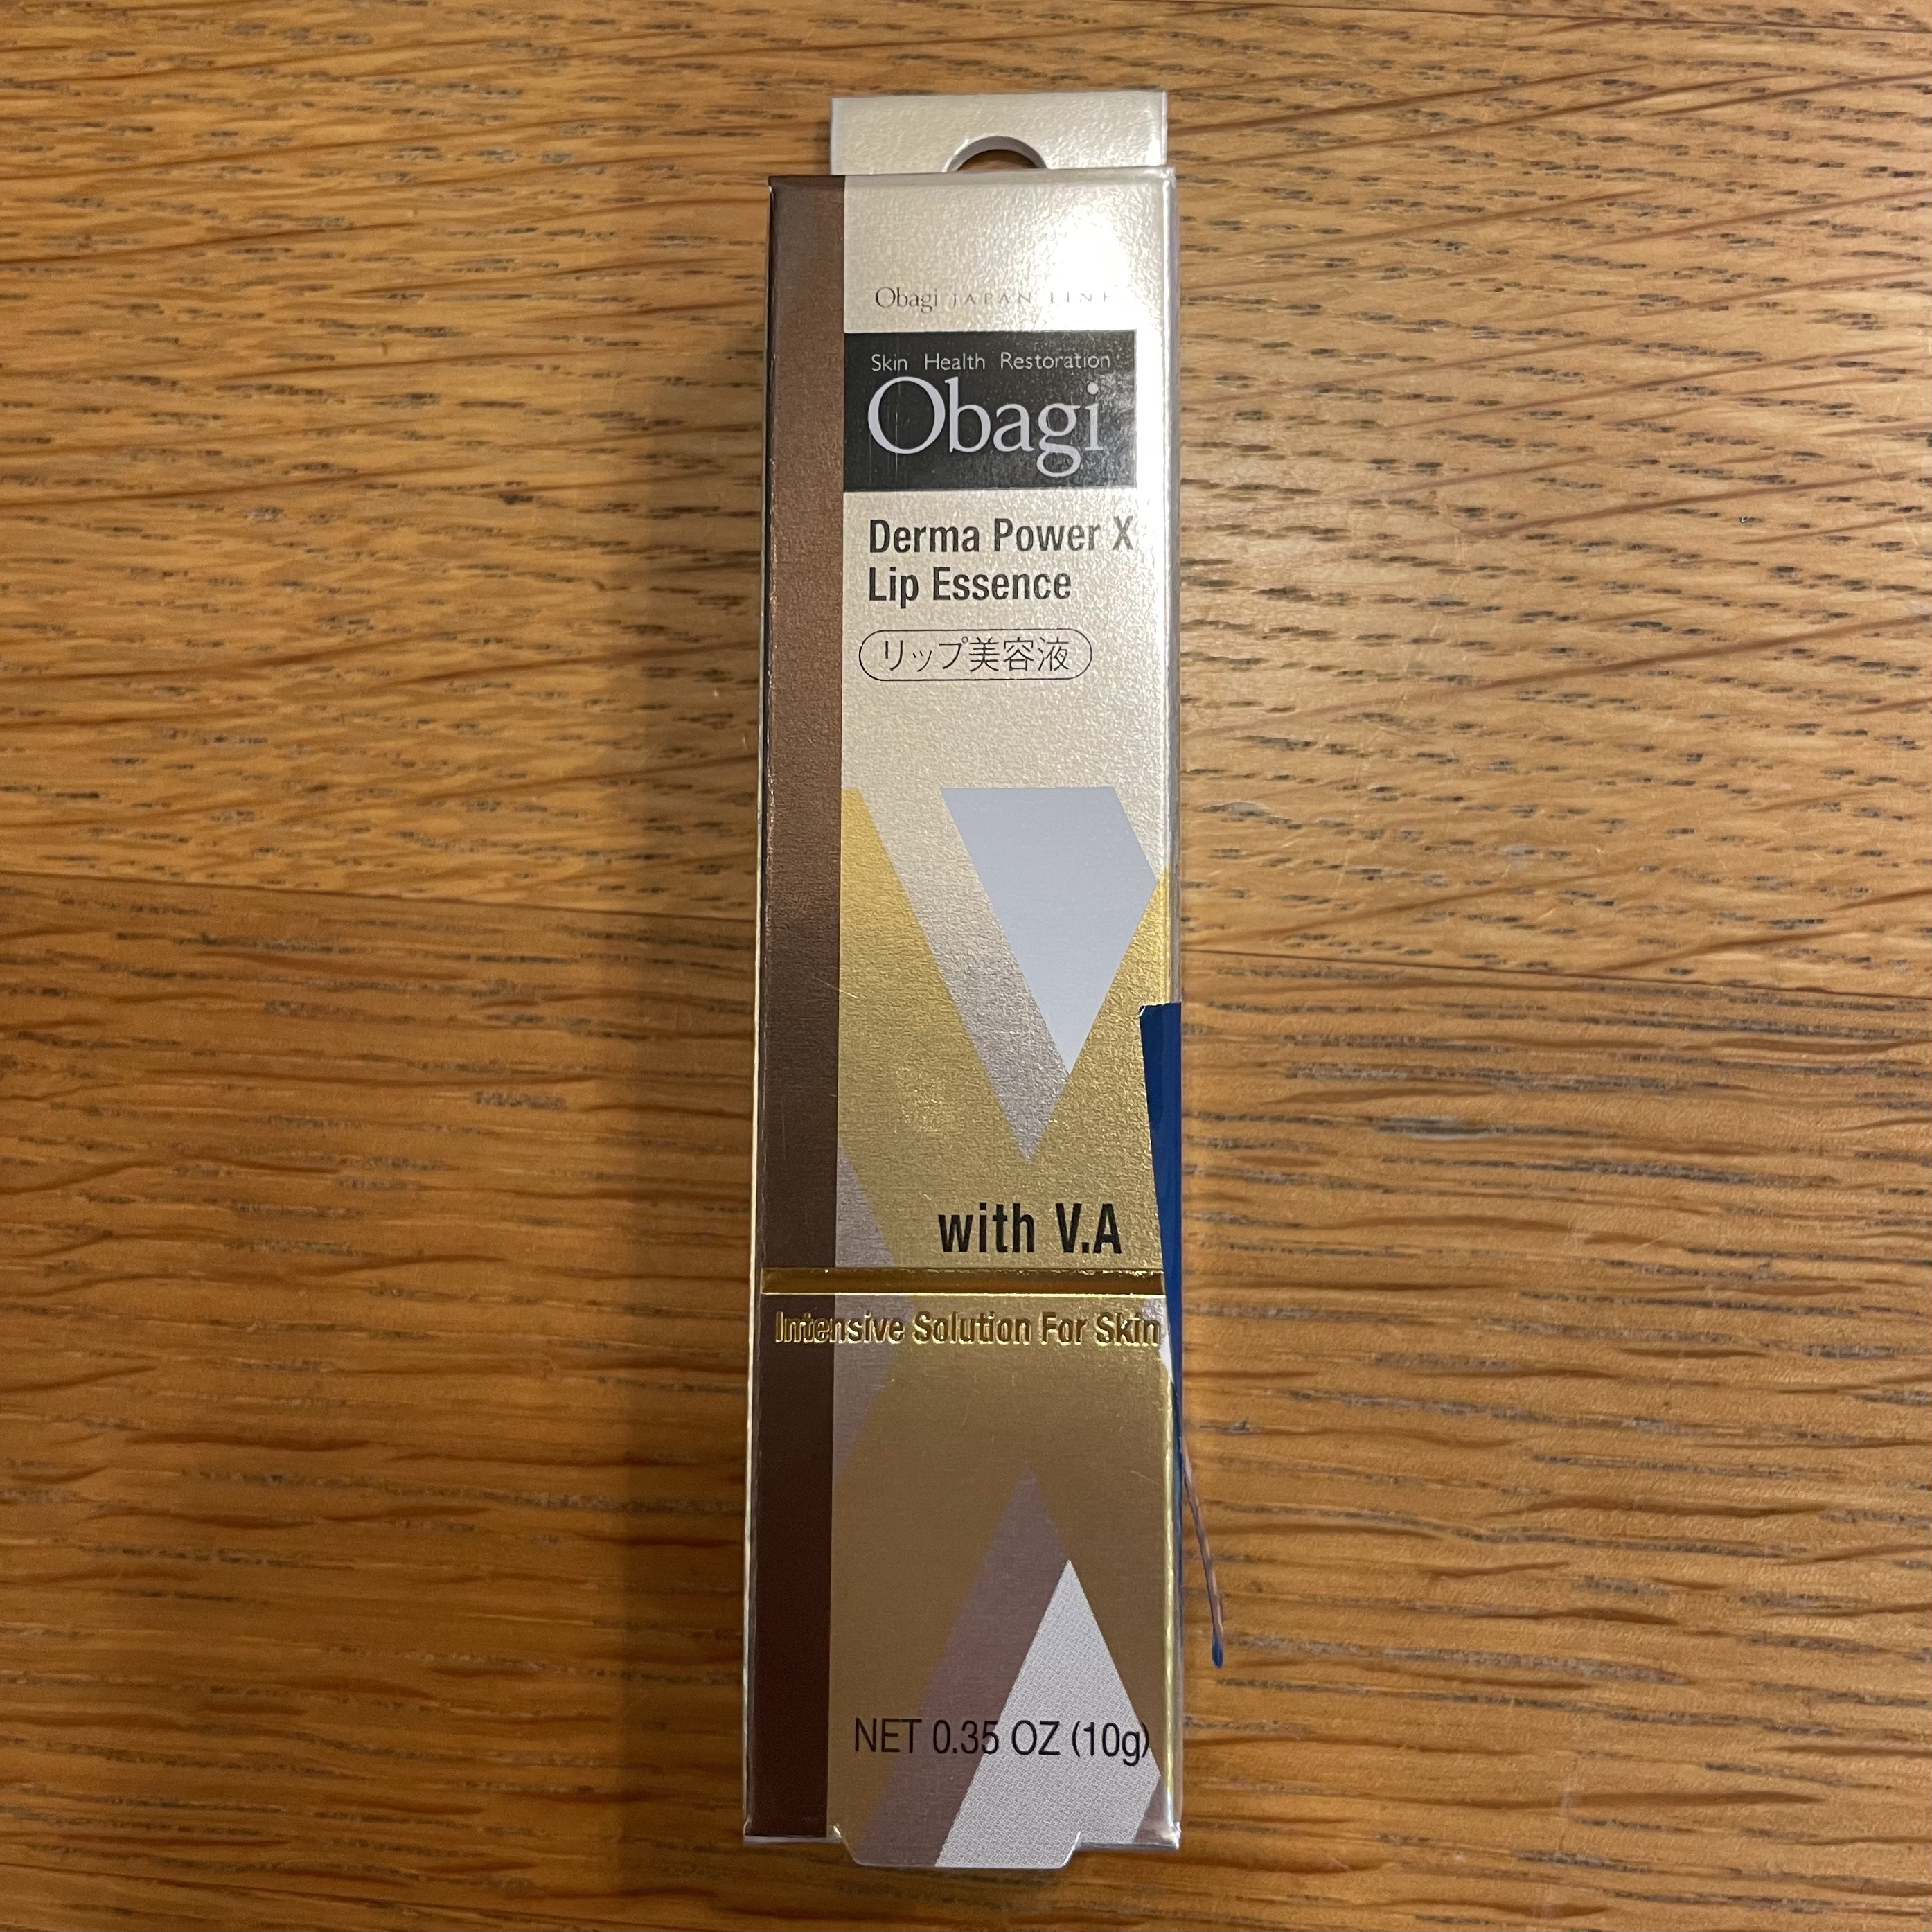 Obagi JAPAN LINE
Skin Health Restoration
Obagi
Derma Power X
Lip Essence
リップ美容液
with V.A
Intensive Solution For Skin
NET 0.35 OZ (10g)